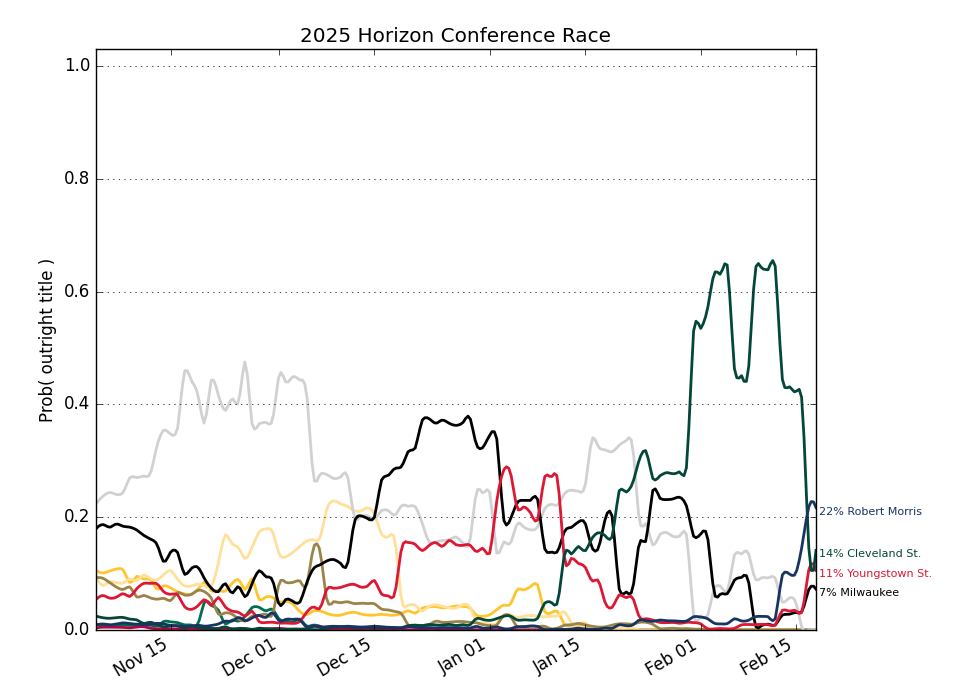 2025 Horizon Conference Race
Prob( outright title )
1.0
0.8
0.6
0.4
0.2
0.0
22% Robert Morris
14% Cleveland St.
11% Youngstown St.
7% Milwaukee
Nov 15
Dec 01
Dec 15
Jan 01
Jan 15
Feb 01
Feb 15